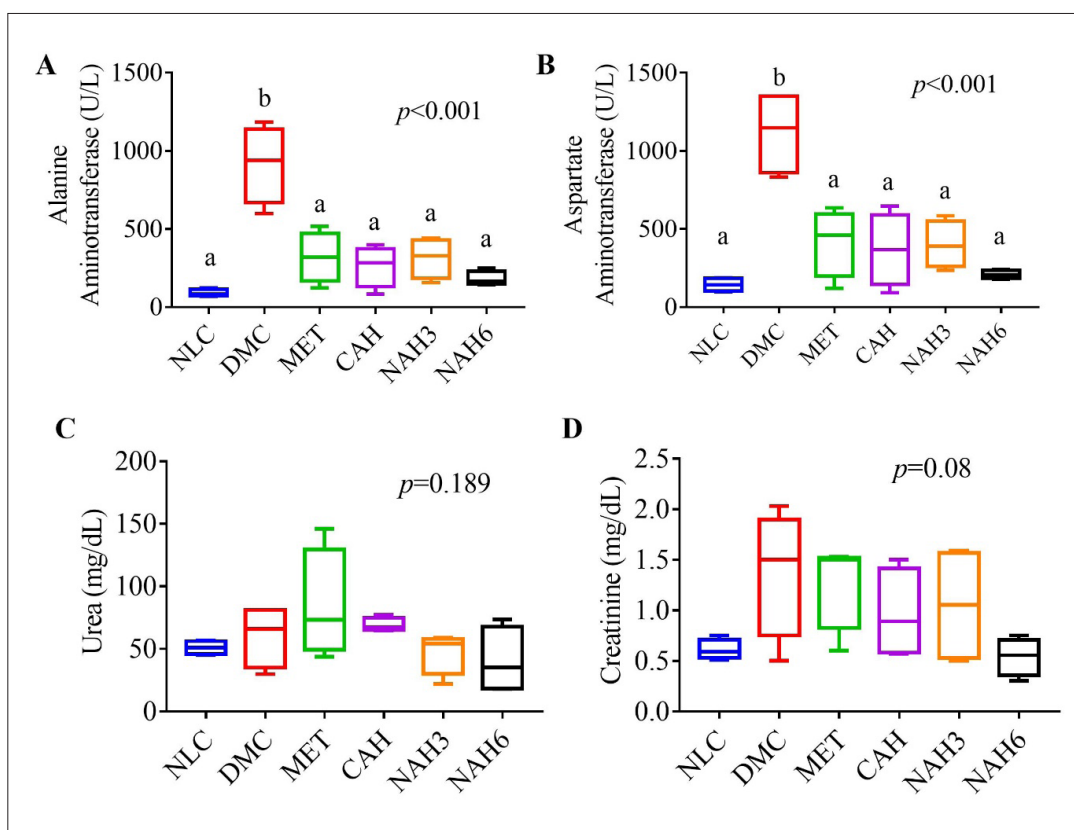 A
Alanine
Aminotransferase (U/L)
1500
1000
500
0
a
b
a
a
a
a
p<0.001
NLC
DMC
MET
CAH
NAH3
NAH6
B
Aspartate
Aminotransferase (U/L)
1500
1000
500
0
a
b
a
a
a
a
p<0.001
NLC
DMC
MET
CAH
NAH3
NAH6
C
Urea (mg/dL)
200
150
100
50
0
p=0.189
NLC
DMC
MET
CAH
NAH3
NAH6
D
Creatinine (mg/dL)
2.5
2.0
1.5
1.0
0.5
0.0
p=0.08
NLC
DMC
MET
CAH
NAH3
NAH6